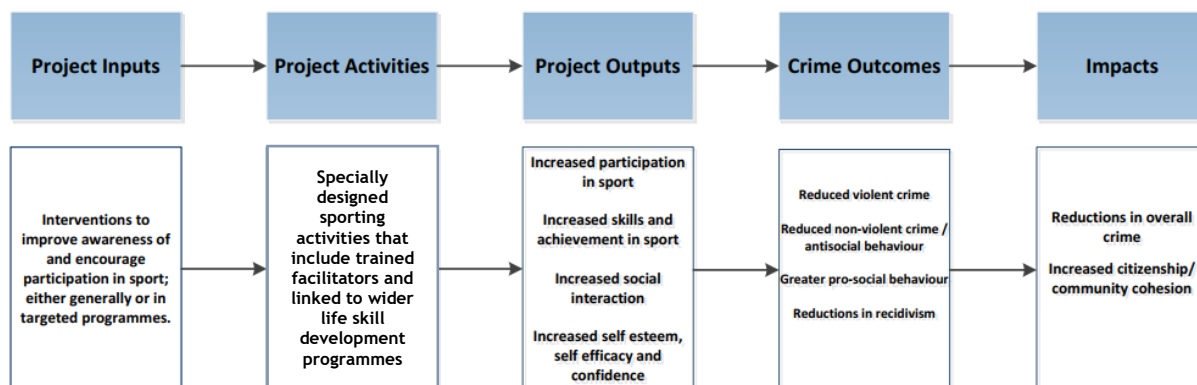 Project Inputs
Project Activities
Project Outputs
Crime Outcomes
Impacts
Interventions to
improve awareness of
and encourage
participation in sport;
either generally or in
targeted programmes.
Specially
designed
sporting
activities that
include trained
facilitators and
linked to wider
life skill
development
programmes
Increased participation
in sport
Increased skills and
achievement in sport
Increased social
interaction
Increased self esteem,
self efficacy and
confidence
Reduced violent crime
Reduced non-violent crime /
antisocial behaviour
Greater pro-social behaviour
Reductions in recidivism
Reductions in overall
crime
Increased citizenship/
community cohesion